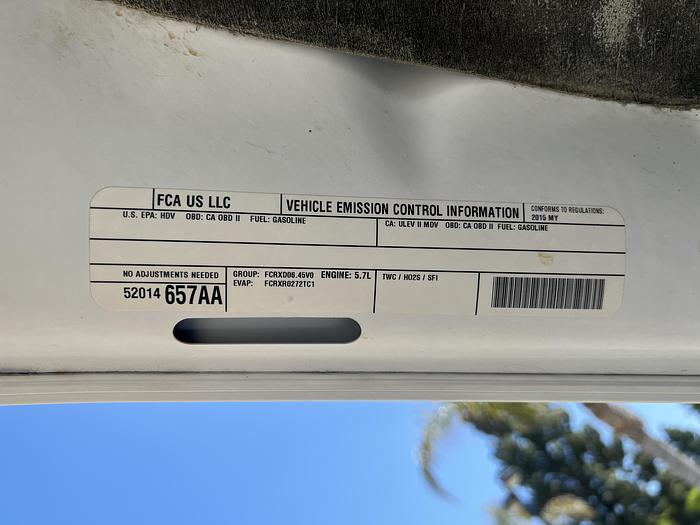 FCA US LLC
VEHICLE EMISSION CONTROL INFORMATION
CONFORMS TO REGULATIONS:
2015 MY
U.S. EPA: HDV OBD: CA OBD II FUEL: GASOLINE
CA: ULEV II MDV OBD: CA OBD II FUEL: GASOLINE
NO ADJUSTMENTS NEEDED
52014 657AA
GROUP: FCRXD06.45V0 ENGINE: 5.7L
EVAP: FCRXR0272TC1
TWC / HO2S / SFI